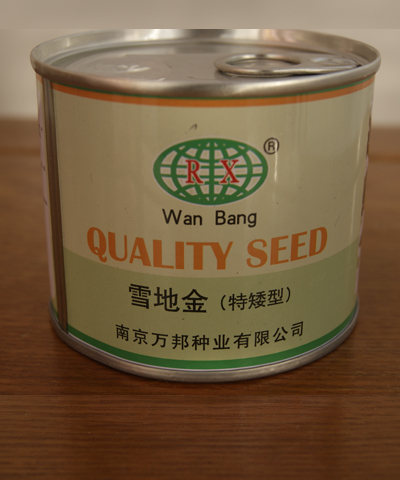 R X ®
Wan Bang
QUALITY SEED
雪地金（特矮型）
南京万邦种业有限公司